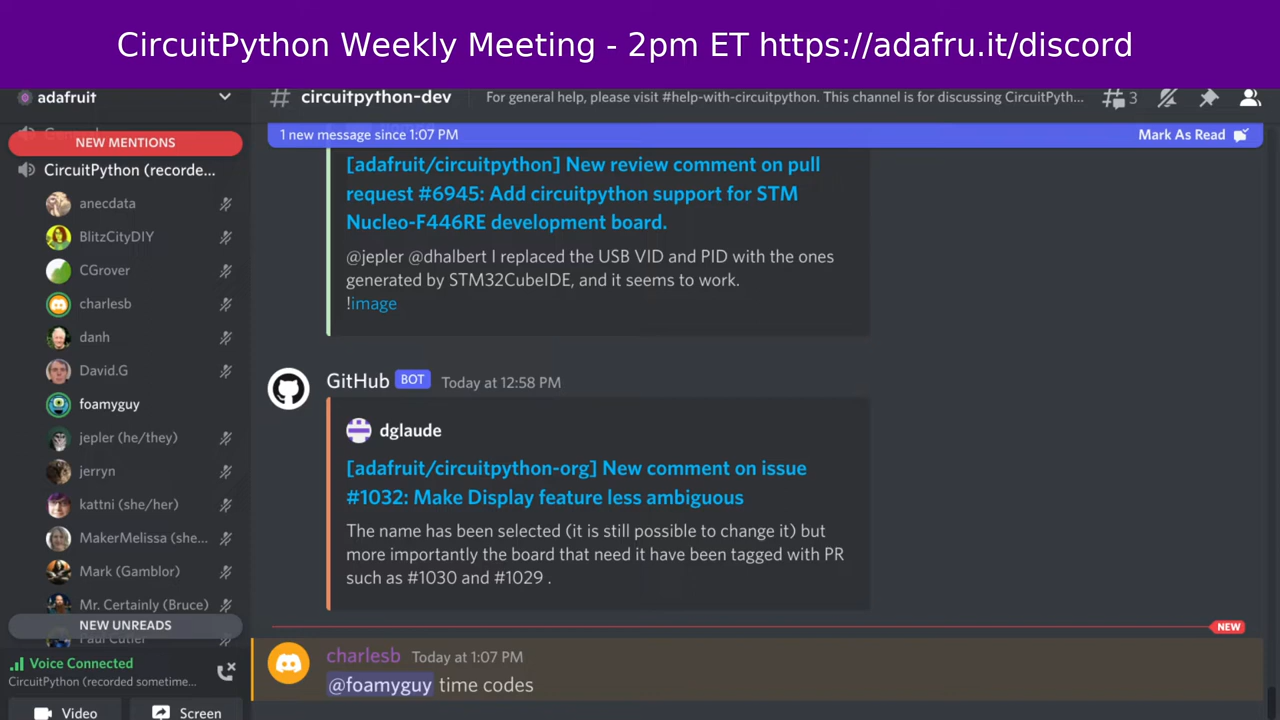 CircuitPython Weekly Meeting - 2pm ET https://adafru.it/discord
adafruit
NEW MENTIONS
CircuitPython (recorde...
anecdata
BlitzCityDIY
CGrover
charlesb
danh
David.G
foamyguy
jepler (he/they)
jerryn
kattni (she/her)
MakerMelissa (she...
Mark (Gamblor)
Mr. Certainly (Bruce)
NEW UNREADS
Paul Cutler
Voice Connected
CircuitPython (recorded sometime...
Video
Screen
# circuitpython-dev
For general help, please visit #help-with-circuitpython. This channel is for discussing CircuitPyth...
3
1 new message since 1:07 PM
Mark As Read
[adafruit/circuitpython] New review comment on pull
request #6945: Add circuitpython support for STM
Nucleo-F446RE development board.
@jepler @dhalbert I replaced the USB VID and PID with the ones
generated by STM32CubeIDE, and it seems to work.
!image
GitHub BOT Today at 12:58 PM
dglaude
[adafruit/circuitpython-org] New comment on issue
#1032: Make Display feature less ambiguous
The name has been selected (it is still possible to change it) but
more importantly the board that need it have been tagged with PR
such as #1030 and #1029 .
NEW
charlesb Today at 1:07 PM
@foamyguy time codes